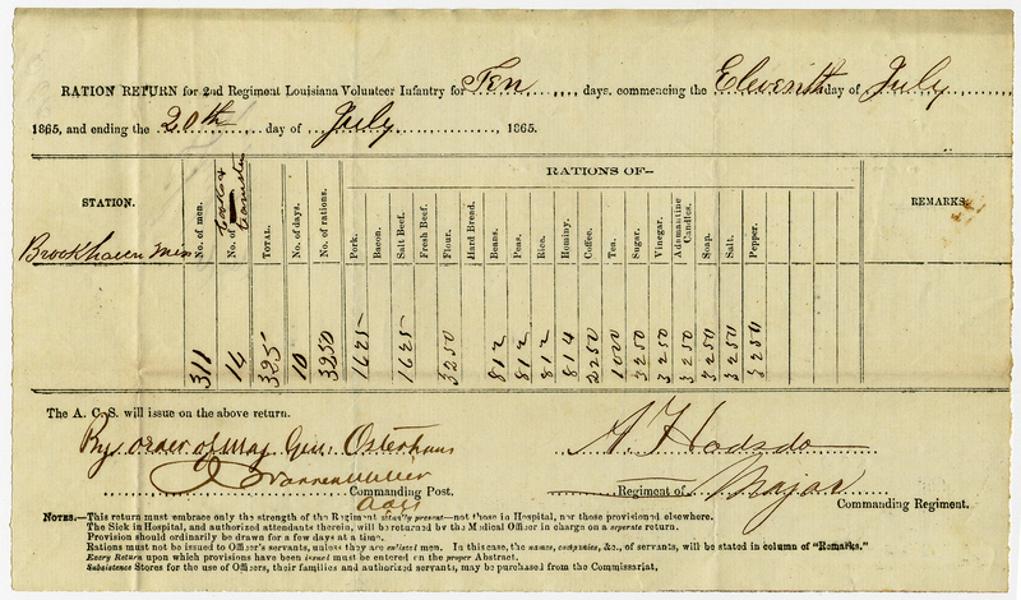 RATION RETURN for 2nd Regiment Louisiana Volunteer Infantry for Ten days, commencing the Eleventh day of July
1865, and ending the 20th day of July, 1865.
STATION.
No. of men.
No. of Cooks & teamsters
TOTAL.
No. of days.
No. of rations.
RATIONS OF--
Pork.
Bacon.
Salt Beef.
Fresh Beef.
Flour.
Hard Bread.
Beans.
Peas.
Rice.
Hominy.
Coffee.
Tea.
Sugar.
Vinegar.
Adamantine Candles.
Soap.
Salt.
Pepper.
REMARKS.
Brookhaven Miss
311
14
325
10
3250
1625
1625
3250
812
812
812
814
2250
1000
3250
3250
3250
3250
3250
3250
The A. C. S. will issue on the above return.
By order of Maj Gen: Osterhaus
Commanding Post.
A. F. Hodsdo
Regiment of Major
Commanding Regiment.
NOTES.—This return must embrace only the strength of the Regiment actually present—not those in Hospital, nor those provisioned elsewhere.
The Sick in Hospital, and authorized attendants therein, will be returned by the Medical Officer in charge on a seperate return.
Provision should ordinarily be drawn for a few days at a time.
Rations must not be issued to Officer's servants, unless they are enlisted men. In this case, the names, companies, &c., of servants, will be stated in column of "Remarks."
Every Return upon which provisions have been issued must be entered on the proper Abstract.
Subsistence Stores for the use of Officers, their families and authorized servants, may be purchased from the Commissariat.